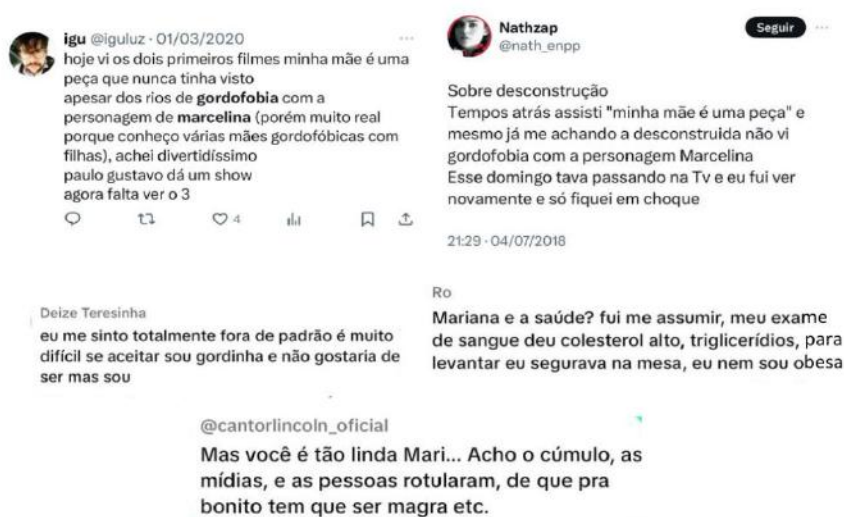 igu @iguluz · 01/03/2020
hoje vi os dois primeiros filmes minha mãe é uma
peça que nunca tinha visto
apesar dos rios de gordofobia com a
personagem de marcelina (porém muito real
porque conheço várias mães gordofóbicas com
filhas), achei divertidíssimo
paulo gustavo dá um show
agora falta ver o 3
4
Nathzap
Seguir
@nath_enpp
Sobre desconstrução
Tempos atrás assisti "minha mãe é uma peça" e
mesmo já me achando a desconstruida não vi
gordofobia com a personagem Marcelina
Esse domingo tava passando na Tv e eu fui ver
novamente e só fiquei em choque
21:29 · 04/07/2018
Deize Teresinha
eu me sinto totalmente fora de padrão é muito
difícil se aceitar sou gordinha e não gostaria de
ser mas sou
Ro
Mariana e a saúde? fui me assumir, meu exame
de sangue deu colesterol alto, triglicerídios, para
levantar eu segurava na mesa, eu nem sou obesa
@cantorlincoln_oficial
Mas você é tão linda Mari... Acho o cúmulo, as
mídias, e as pessoas rotularam, de que pra
bonito tem que ser magra etc.